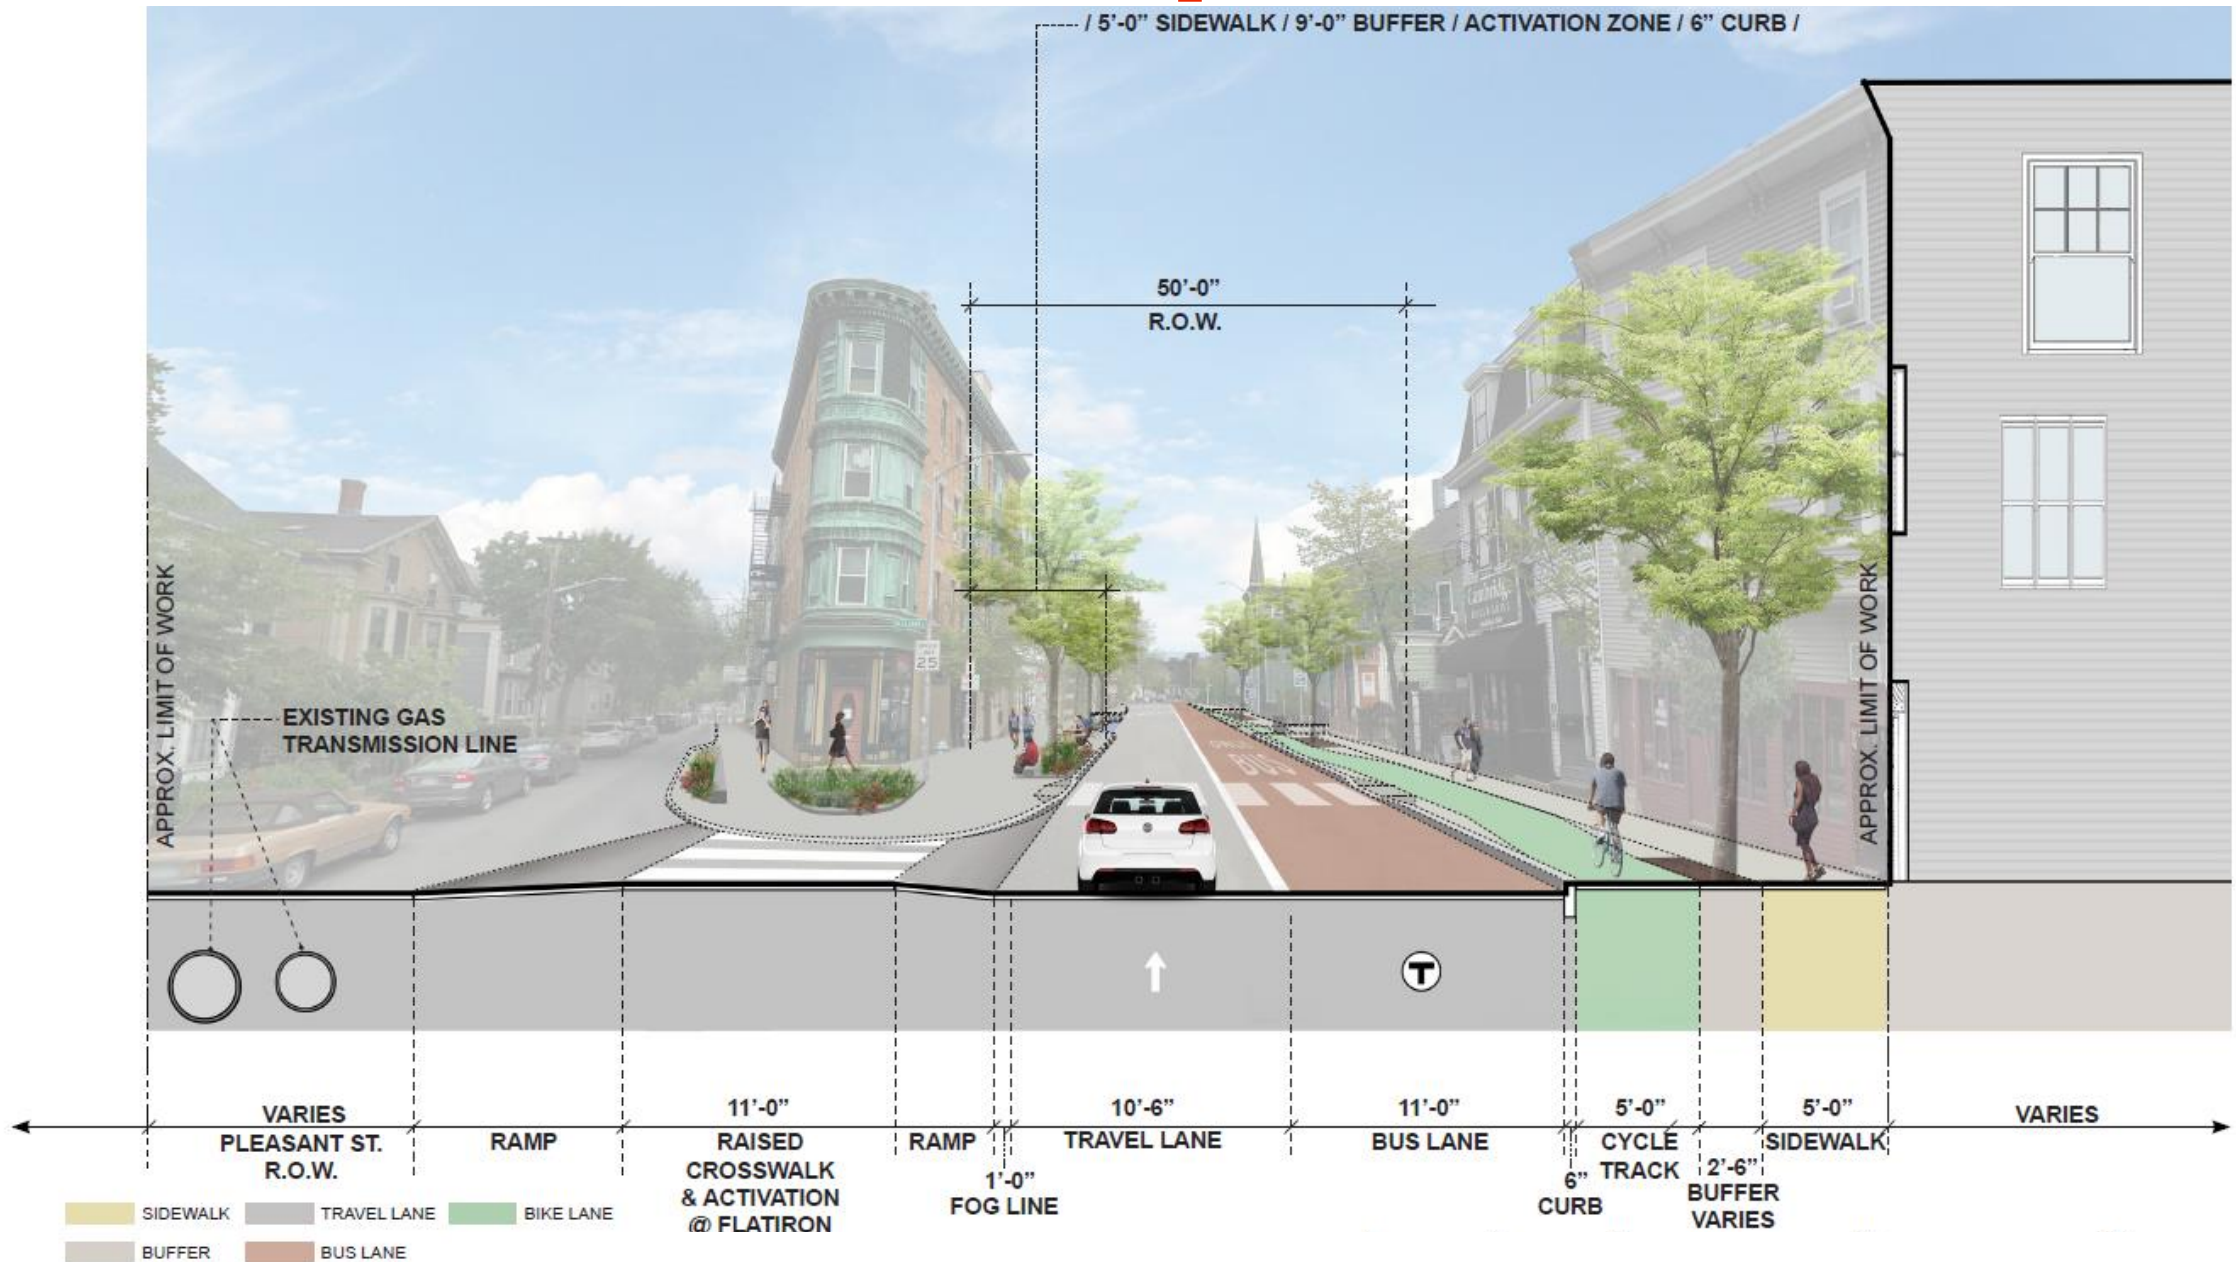 / 5’-0” SIDEWALK / 9’-0” BUFFER / ACTIVATION ZONE / 6” CURB /
50’-0”
R.O.W.
APPROX. LIMIT OF WORK
APPROX. LIMIT OF WORK
25
BUS
EXISTING GAS
TRANSMISSION LINE
T
VARIES
PLEASANT ST.
R.O.W.
RAMP
11’-0”
RAISED
CROSSWALK
& ACTIVATION
@ FLATIRON
RAMP
1’-0”
FOG LINE
10’-6”
TRAVEL LANE
11’-0”
BUS LANE
6”
CURB
5’-0”
CYCLE
TRACK
2’-6”
BUFFER
VARIES
5’-0”
SIDEWALK
VARIES
SIDEWALK
TRAVEL LANE
BIKE LANE
BUFFER
BUS LANE